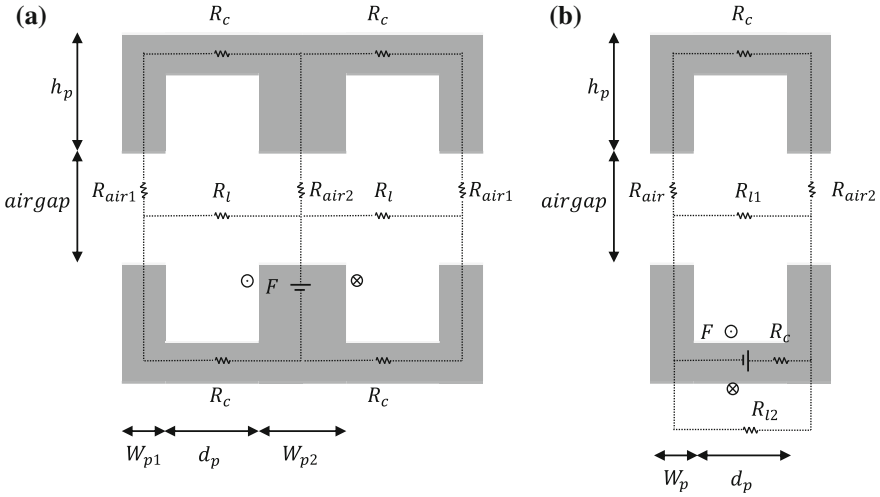 (a) R_c R_c
h_p
airgap
R_air1 R_l R_air2 R_l R_air1
F
R_c R_c
W_p1 d_p W_p2
(b) R_c
h_p
airgap
R_air R_l1 R_air2
F R_c
R_l2
W_p d_p